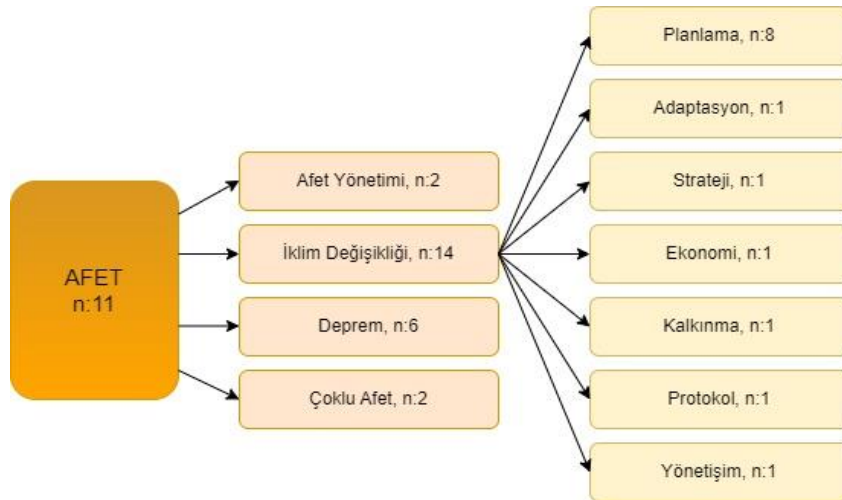 AFET
n:11
Afet Yönetimi, n:2
İklim Değişikliği, n:14
Deprem, n:6
Çoklu Afet, n:2
Planlama, n:8
Adaptasyon, n:1
Strateji, n:1
Ekonomi, n:1
Kalkınma, n:1
Protokol, n:1
Yönetişim, n:1